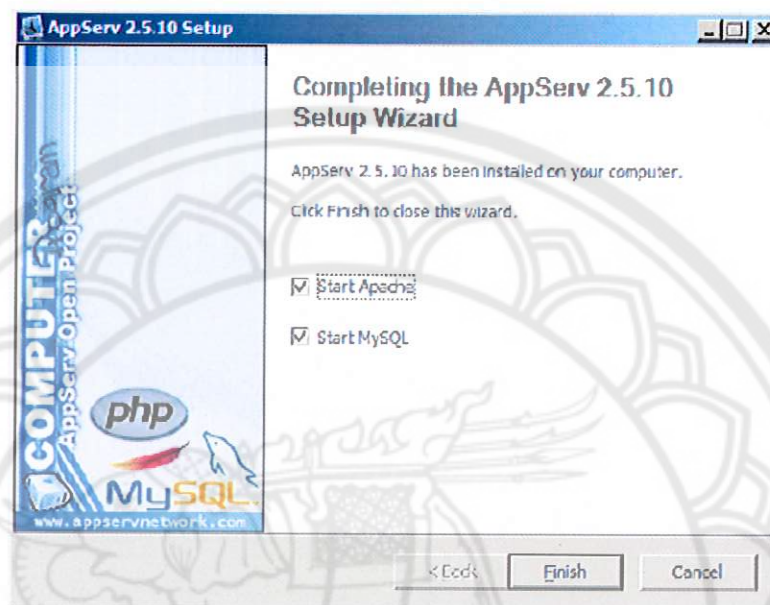 AppServ 2.5.10 Setup
Completing the AppServ 2.5.10
Setup Wizard
AppServ 2.5.10 has been installed on your computer.
Click Finish to close this wizard.
Start Apache
Start MySQL
COMPUTER
Program
AppServ Open Project
php
MySQL
www.appservnetwork.com
< Back
Finish
Cancel